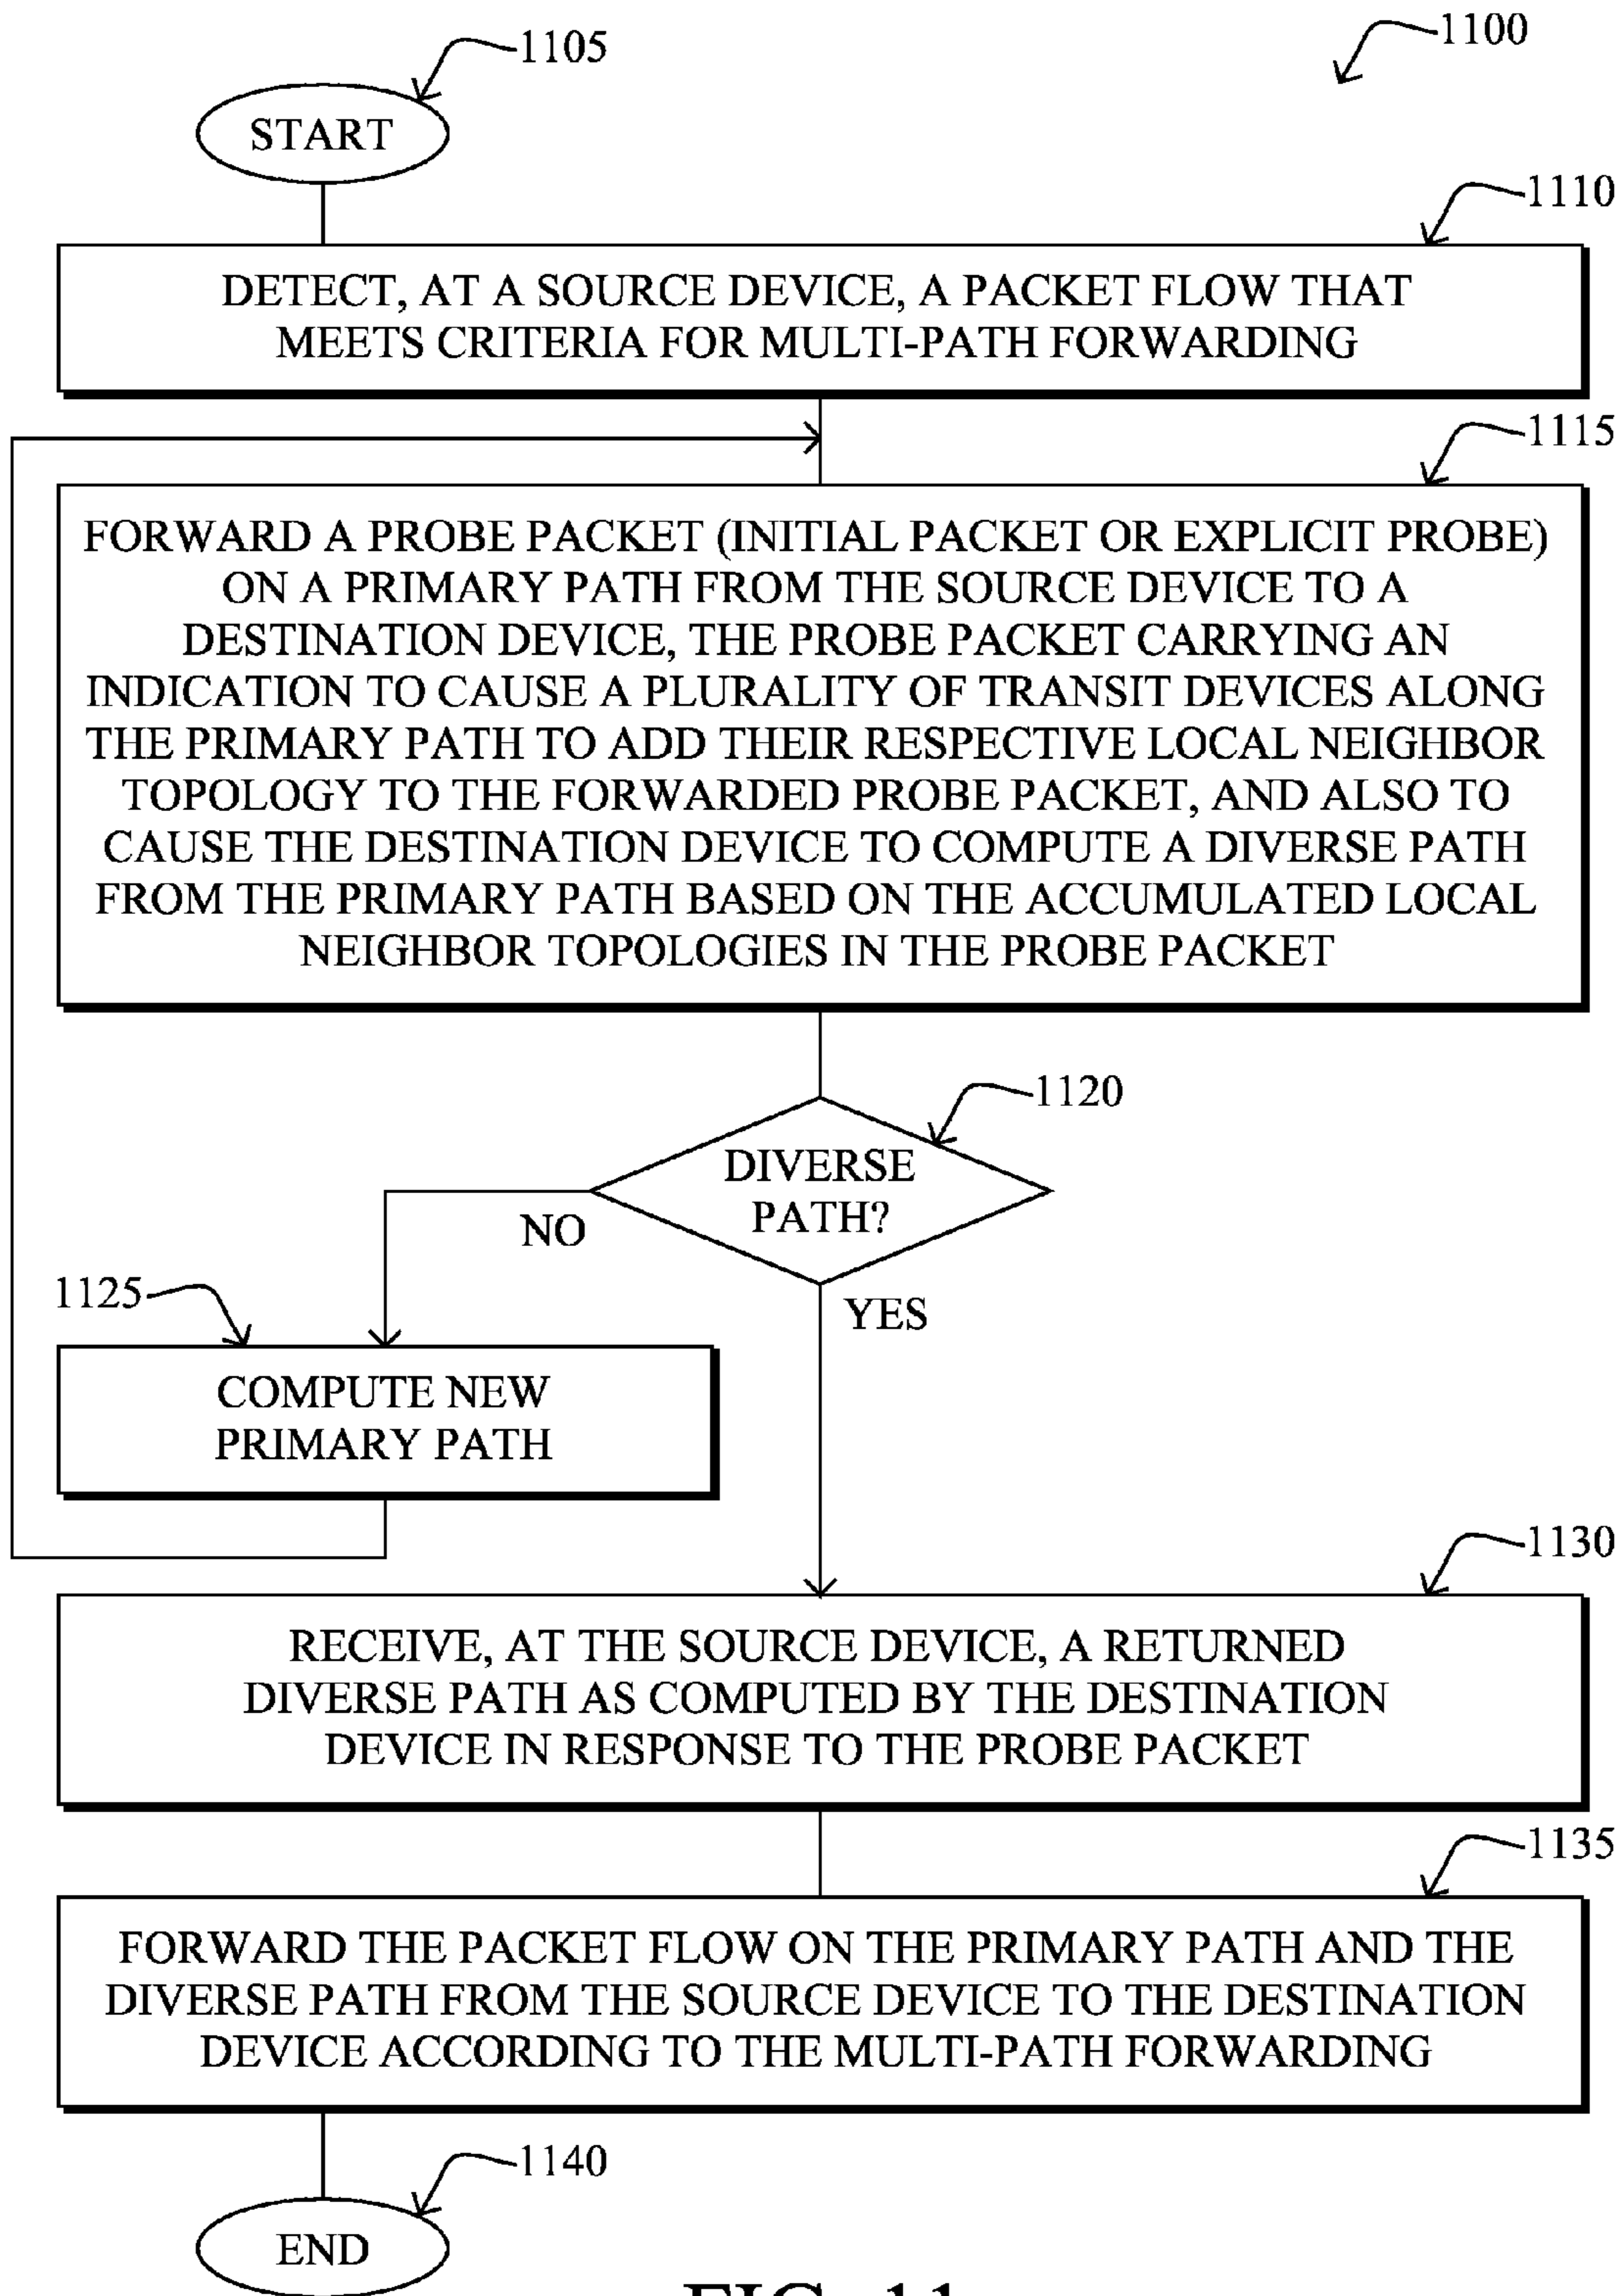 1100
1105
START
1110
DETECT, AT A SOURCE DEVICE, A PACKET FLOW THAT
MEETS CRITERIA FOR MULTI-PATH FORWARDING
1115
FORWARD A PROBE PACKET (INITIAL PACKET OR EXPLICIT PROBE)
ON A PRIMARY PATH FROM THE SOURCE DEVICE TO A
DESTINATION DEVICE, THE PROBE PACKET CARRYING AN
INDICATION TO CAUSE A PLURALITY OF TRANSIT DEVICES ALONG
THE PRIMARY PATH TO ADD THEIR RESPECTIVE LOCAL NEIGHBOR
TOPOLOGY TO THE FORWARDED PROBE PACKET, AND ALSO TO
CAUSE THE DESTINATION DEVICE TO COMPUTE A DIVERSE PATH
FROM THE PRIMARY PATH BASED ON THE ACCUMULATED LOCAL
NEIGHBOR TOPOLOGIES IN THE PROBE PACKET
1120
DIVERSE
PATH?
NO
YES
1125
COMPUTE NEW
PRIMARY PATH
1130
RECEIVE, AT THE SOURCE DEVICE, A RETURNED
DIVERSE PATH AS COMPUTED BY THE DESTINATION
DEVICE IN RESPONSE TO THE PROBE PACKET
1135
FORWARD THE PACKET FLOW ON THE PRIMARY PATH AND THE
DIVERSE PATH FROM THE SOURCE DEVICE TO THE DESTINATION
DEVICE ACCORDING TO THE MULTI-PATH FORWARDING
1140
END
FIG. 11